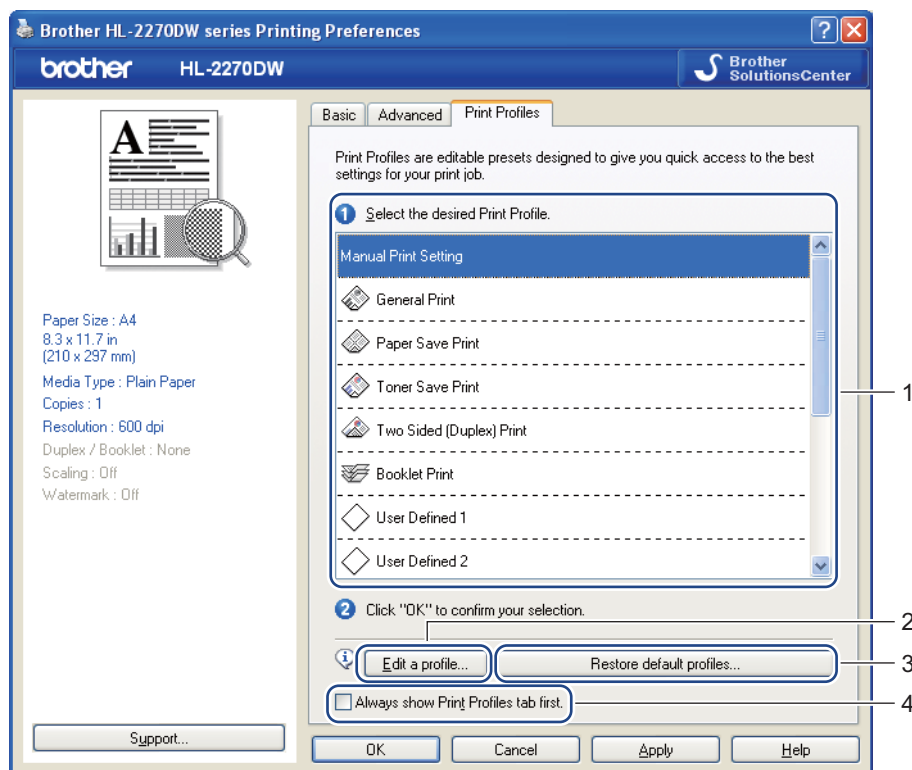 Brother HL-2270DW series Printing Preferences
brother HL-2270DW
Brother
SolutionsCenter
A
Paper Size : A4
8.3 x 11.7 in
(210 x 297 mm)
Media Type : Plain Paper
Copies : 1
Resolution : 600 dpi
Duplex / Booklet : None
Scaling : Off
Watermark : Off
Support...
Basic Advanced Print Profiles
Print Profiles are editable presets designed to give you quick access to the best
settings for your print job.
1 Select the desired Print Profile.
Manual Print Setting
General Print
Paper Save Print
Toner Save Print
Two Sided (Duplex) Print
Booklet Print
User Defined 1
User Defined 2
1
2 Click "OK" to confirm your selection.
2
Edit a profile... Restore default profiles...
3
Always show Print Profiles tab first.
4
OK Cancel Apply Help